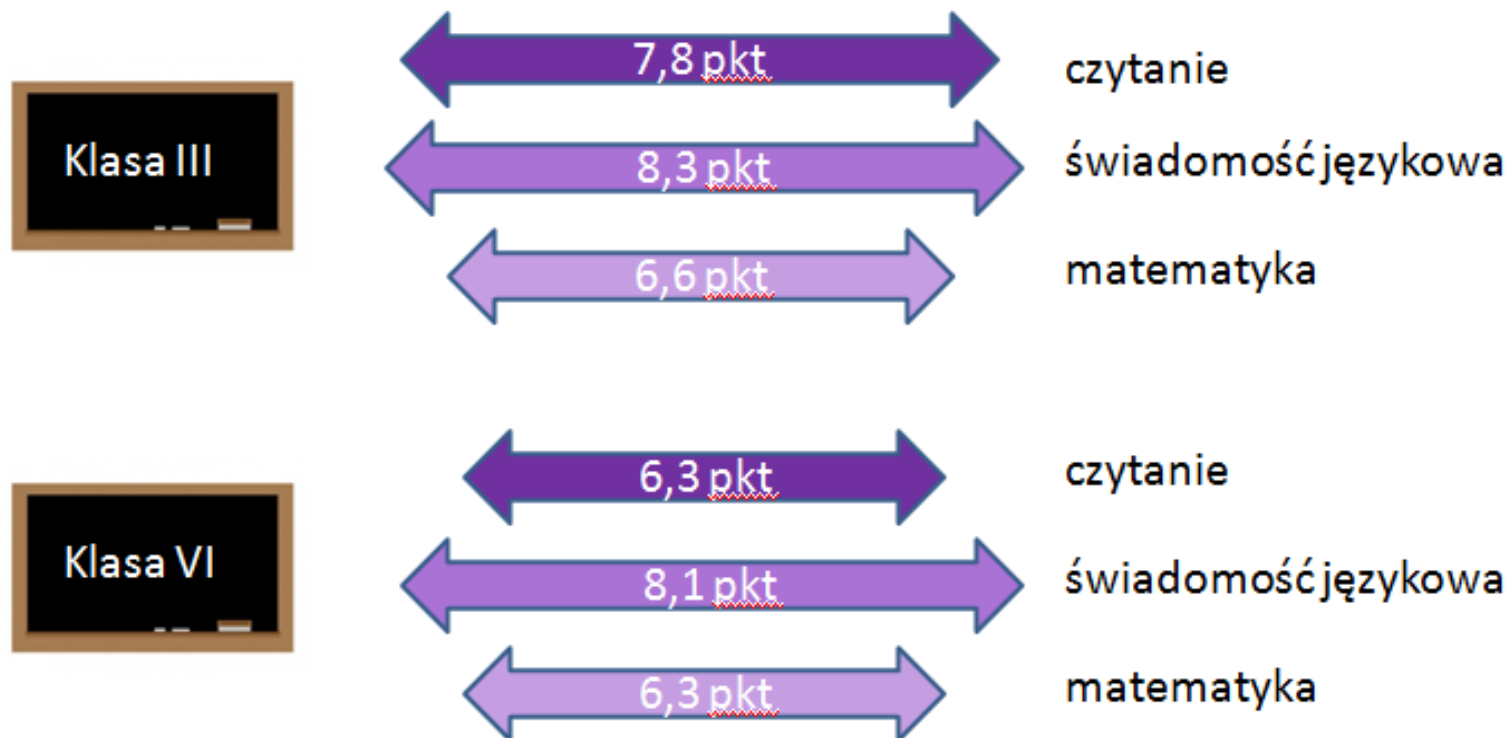 Klasa III
7,8 pkt
czytanie
8,3 pkt
świadomość językowa
6,6 pkt
matematyka
Klasa VI
6,3 pkt
czytanie
8,1 pkt
świadomość językowa
6,3 pkt
matematyka